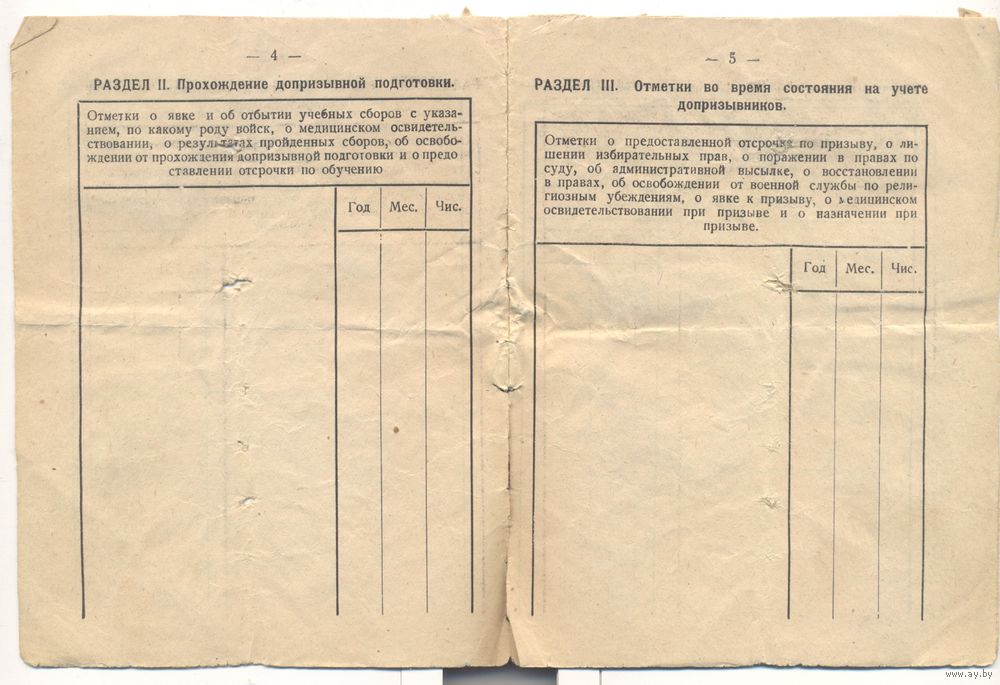 — 4 —
РАЗДЕЛ II. Прохождение допризывной подготовки.
Отметки о явке и об отбытии учебных сборов с указа-
нием, по какому роду войск, о медицинском освидетель-
ствовании, о результатах пройденных сборов, об освобо-
ждении от прохождения допризывной подготовки и о предо
ставлении отсрочки по обучению
Год Мес. Чис.
— 5 —
РАЗДЕЛ III. Отметки во время состояния на учете
допризывников.
Отметки о предоставленной отсрочке по призыву, о ли-
шении избирательных прав, о поражении в правах по
суду, об административной высылке, о восстановлении
в правах, об освобождении от военной службы по рели-
гиозным убеждениям, о явке к призыву, о медицинском
освидетельствовании при призыве и о назначении при
призыве.
Год Мес. Чис.
www.ay.by